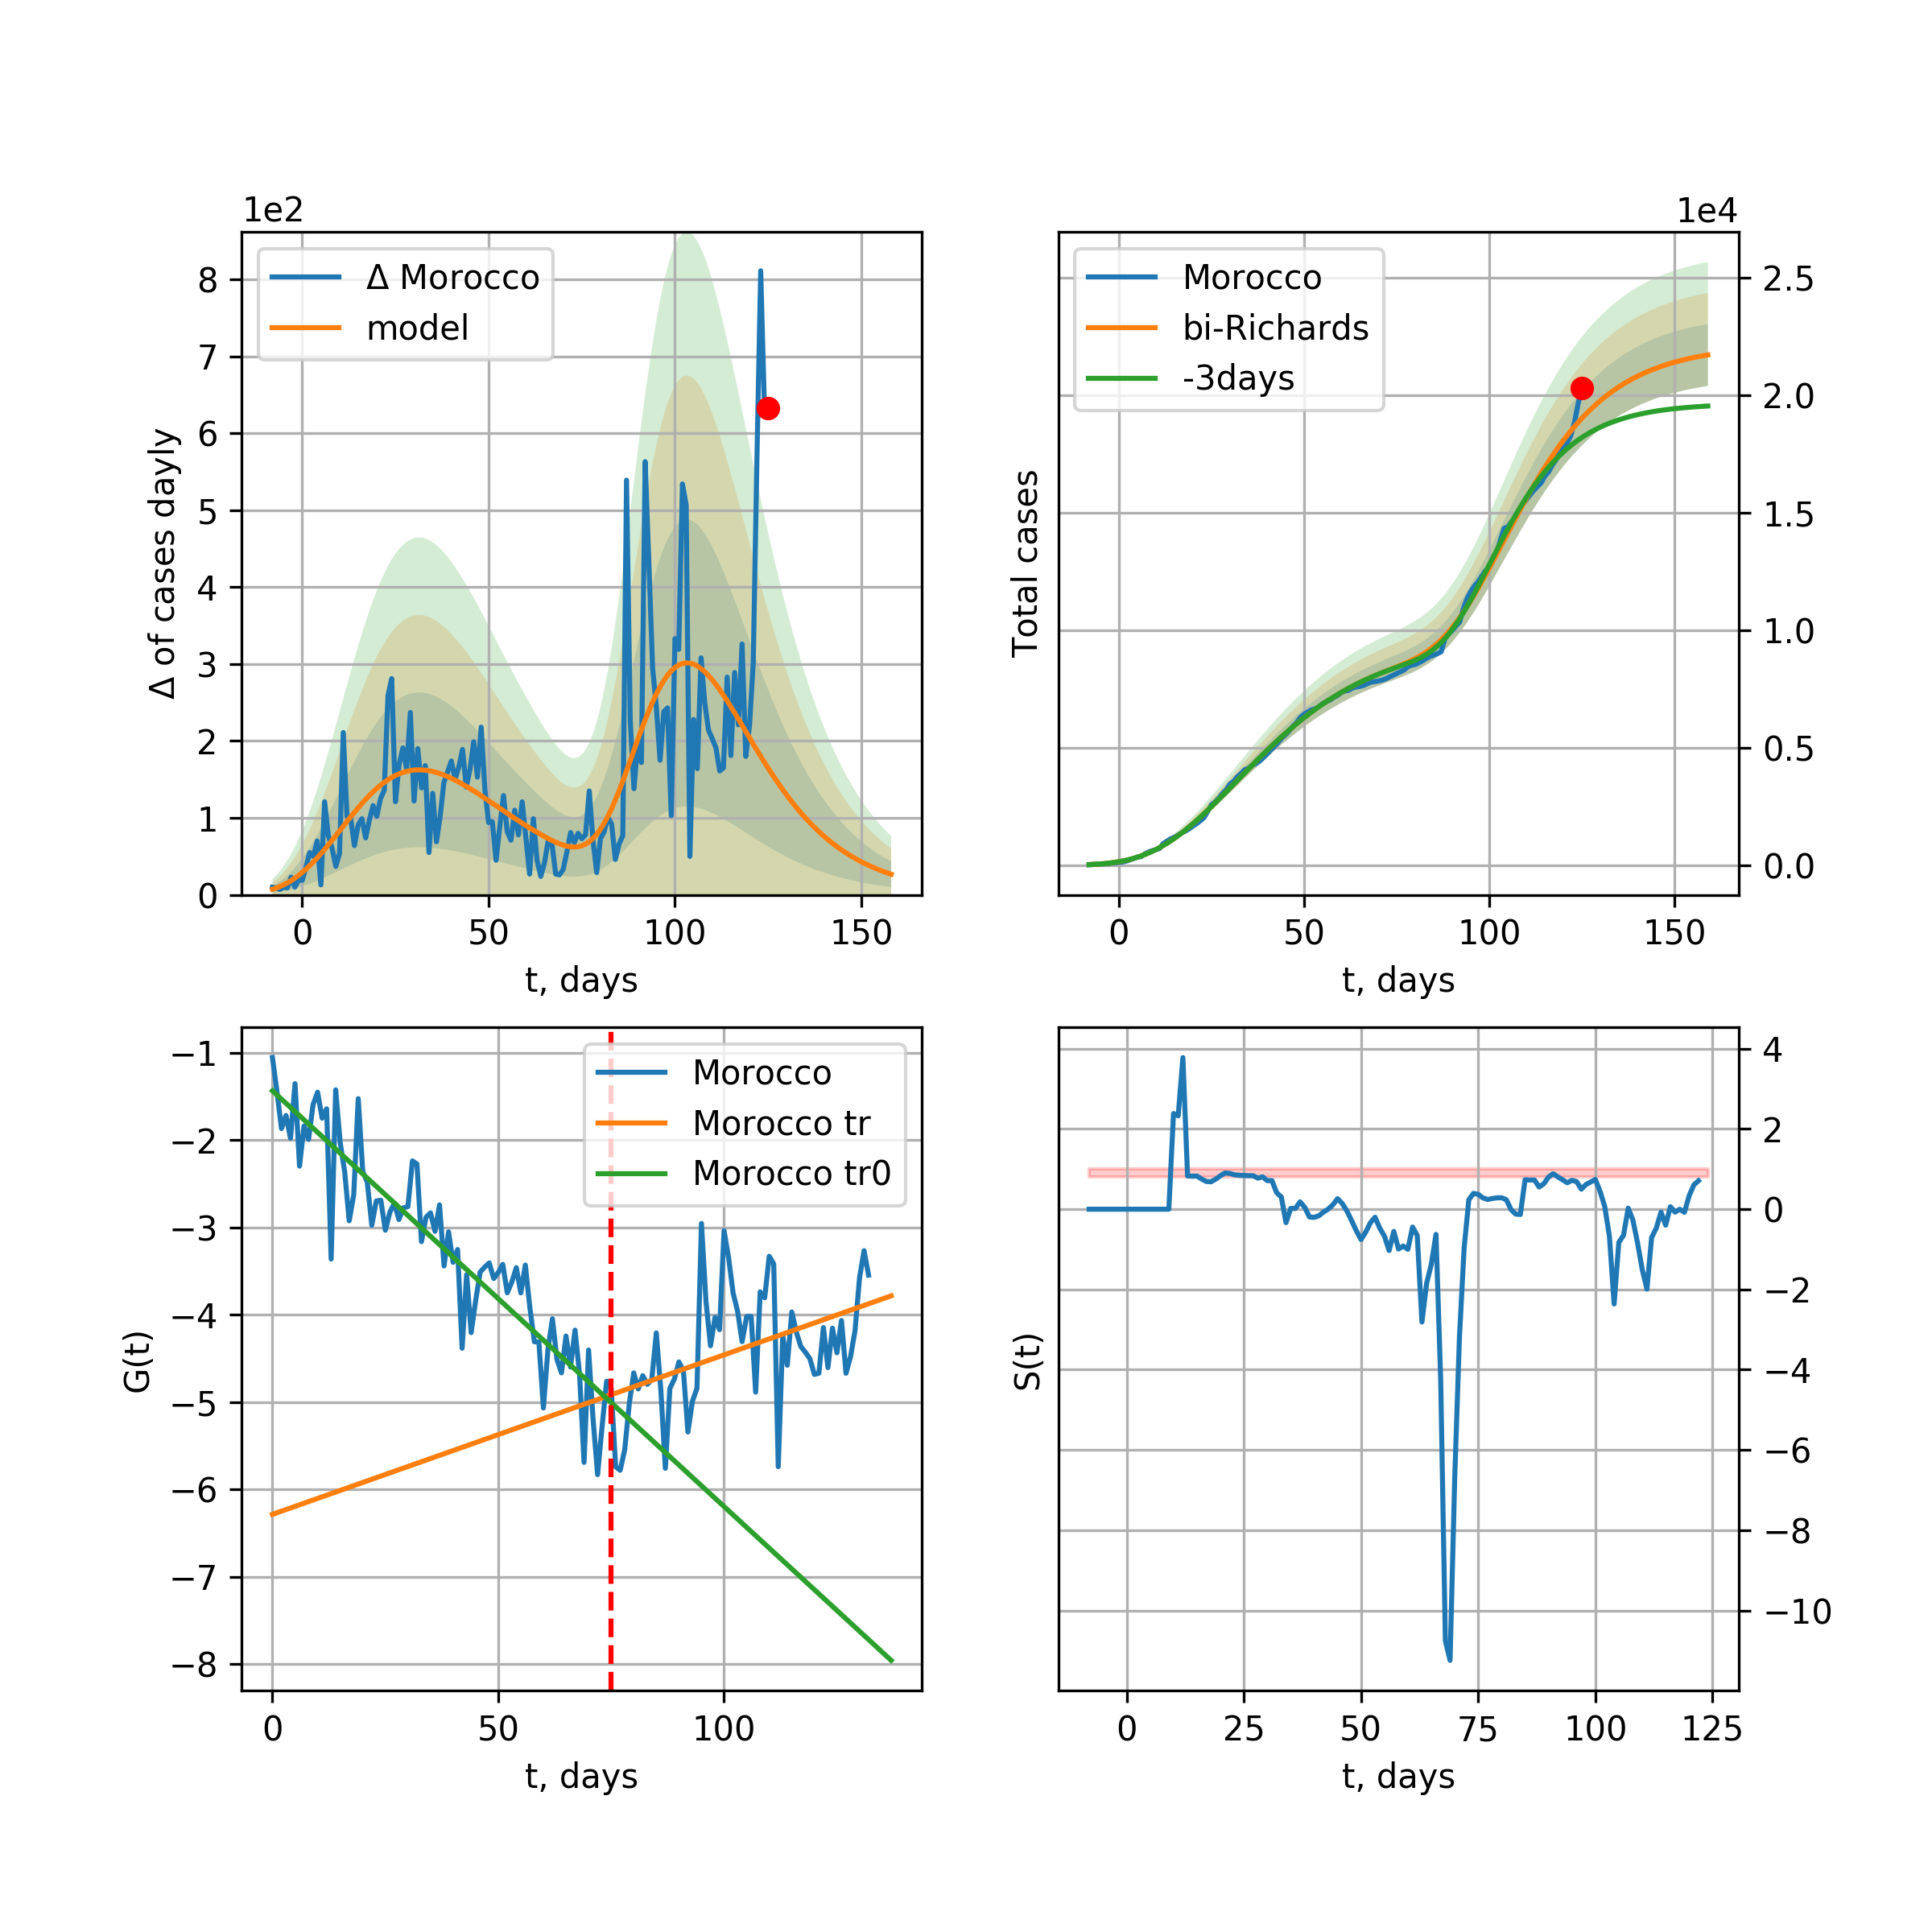 1e2
Δ Morocco
model
8
7
6
5
4
3
2
1
0
Δ of cases dayly
0 50 100 150
t, days
1e4
Morocco
bi-Richards
-3days
2.5
2.0
1.5
1.0
0.5
0.0
Total cases
0 50 100 150
t, days
Morocco
Morocco tr
Morocco tr0
−1
−2
−3
−4
−5
−6
−7
−8
G(t)
0 50 100
t, days
4
2
0
−2
−4
−6
−8
−10
S(t)
0 25 50 75 100 125
t, days